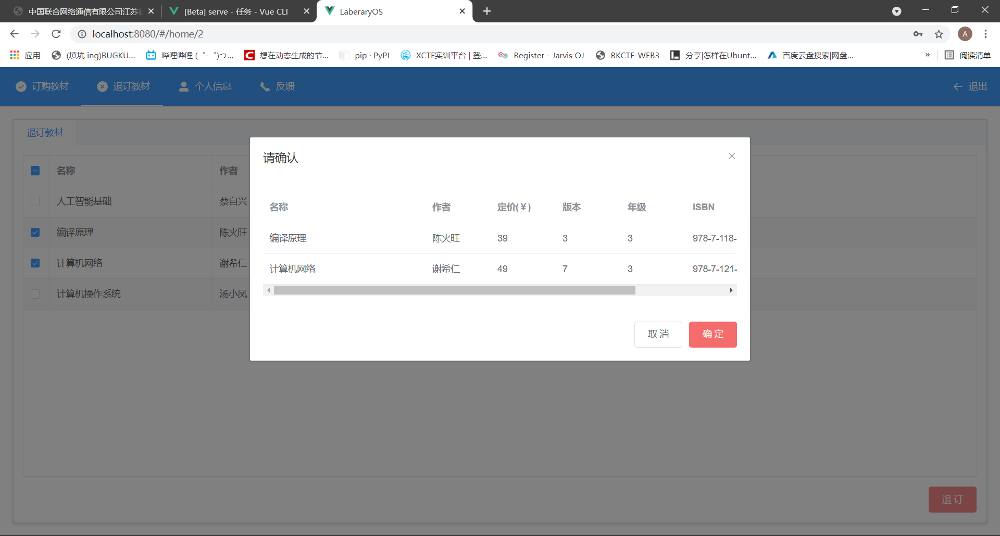 中国联合网络通信有限公司江苏省
[Beta] serve - 任务 - Vue CLI
LaberaryOS
localhost:8080/#/home/2
A
应用
(填坑 ing)BUGKU...
哔哩哔哩 (゜-゜)つ...
想在动态生成的节...
pip · PyPI
XCTF实训平台 | 登...
Register - Jarvis OJ
BKCTF-WEB3
分享|怎样在Ubunt...
百度云盘搜索|网盘...
»
阅读清单
订购教材
退订教材
个人信息
反馈
退出
退订教材
名称 作者
人工智能基础 蔡自兴
编译原理 陈火旺
计算机网络 谢希仁
计算机操作系统 汤小凤
请确认
名称 作者 定价(￥) 版本 年级 ISBN
编译原理 陈火旺 39 3 3 978-7-118-
计算机网络 谢希仁 49 7 3 978-7-121-
取 消
确 定
退 订